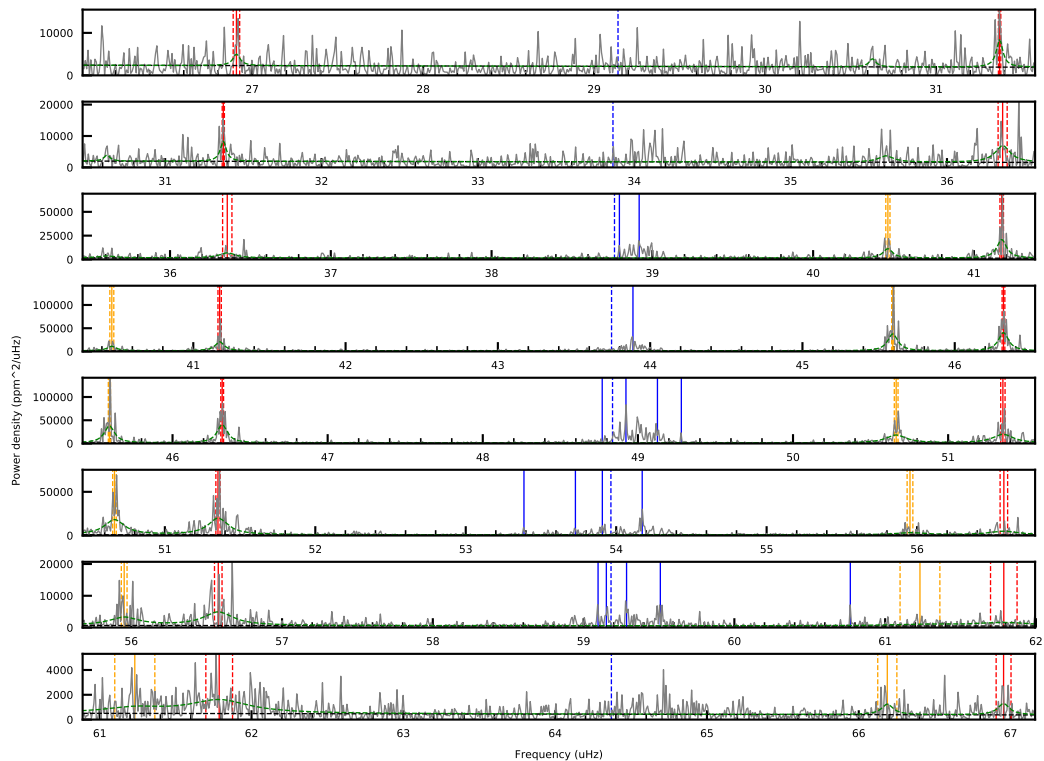 10000
0
27 28 29 30 31
20000
10000
0
31 32 33 34 35 36
50000
25000
0
36 37 38 39 40 41
100000
50000
0
41 42 43 44 45 46
100000
50000
0
46 47 48 49 50 51
50000
0
51 52 53 54 55 56
20000
10000
0
56 57 58 59 60 61 62
4000
2000
0
61 62 63 64 65 66 67
Power density (ppm^2/uHz)
Frequency (uHz)